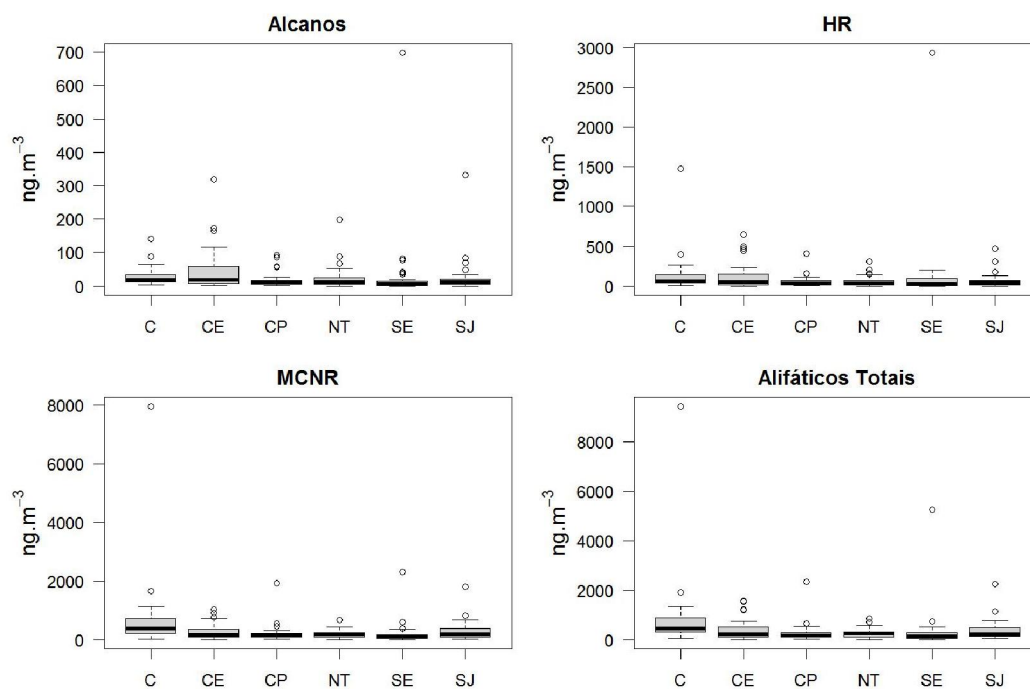 Alcanos
ng.m⁻³
700
600
500
400
300
200
100
0
C CE CP NT SE SJ
HR
ng.m⁻³
3000
2500
2000
1500
1000
500
0
C CE CP NT SE SJ
MCNR
ng.m⁻³
8000
6000
4000
2000
0
C CE CP NT SE SJ
Alifáticos Totais
ng.m⁻³
8000
6000
4000
2000
0
C CE CP NT SE SJ